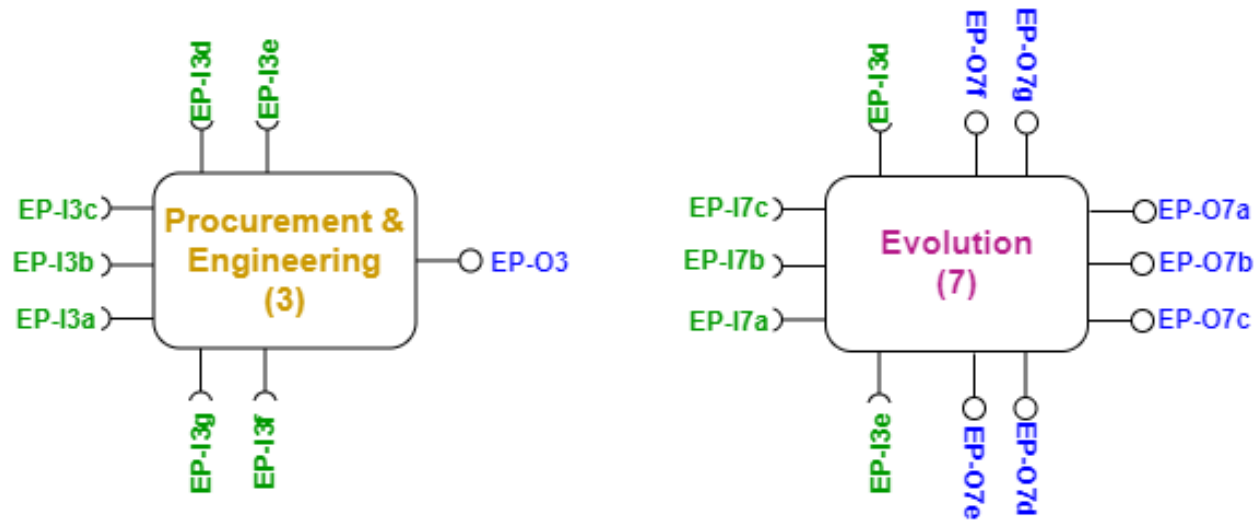 EP-I3d
EP-I3e
EP-I3c
EP-I3b
EP-I3a
Procurement &
Engineering
(3)
EP-O3
EP-I3g
EP-I3f
EP-I3d
EP-O7f
EP-O7g
EP-I7c
EP-I7b
EP-I7a
Evolution
(7)
EP-O7a
EP-O7b
EP-O7c
EP-I3e
EP-O7e
EP-O7d